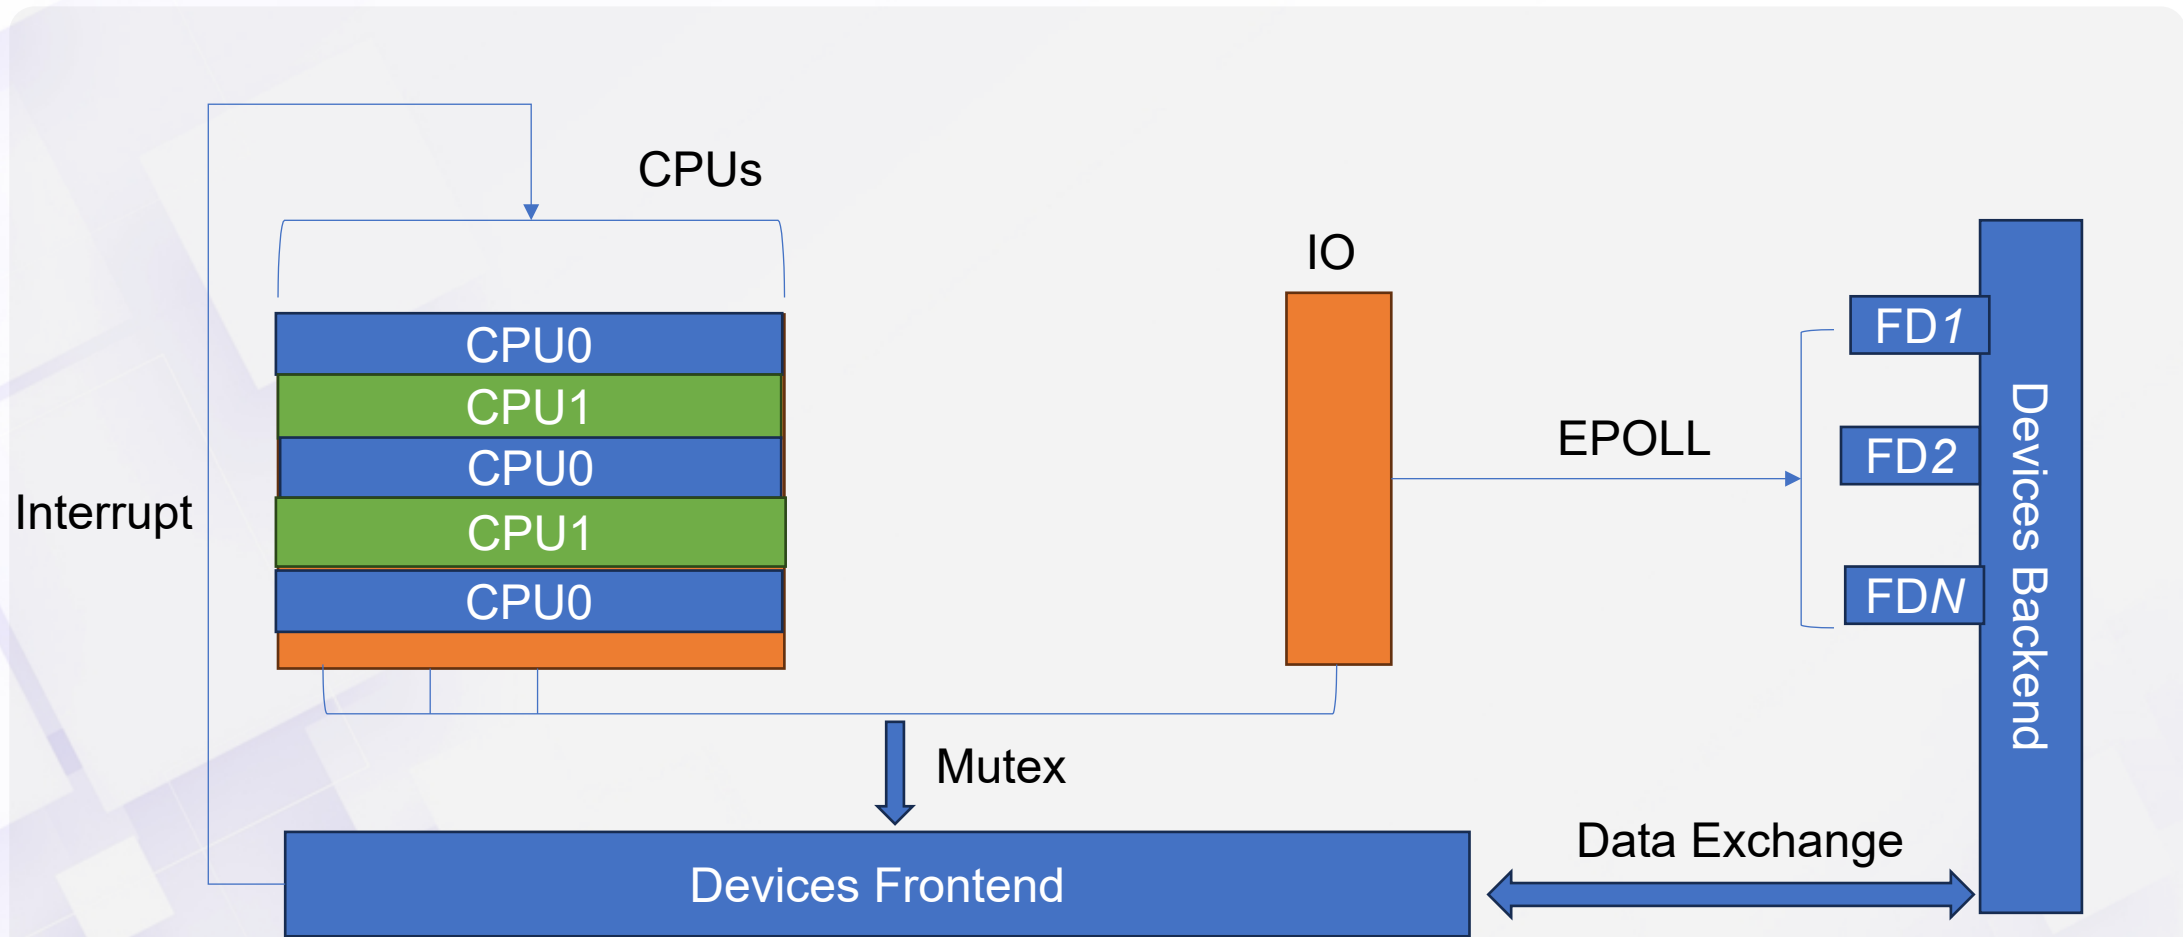 CPUs
IO
CPU0
CPU1
CPU0
CPU1
CPU0
Interrupt
EPOLL
FD1
FD2
FDN
Devices Backend
Mutex
Data Exchange
Devices Frontend